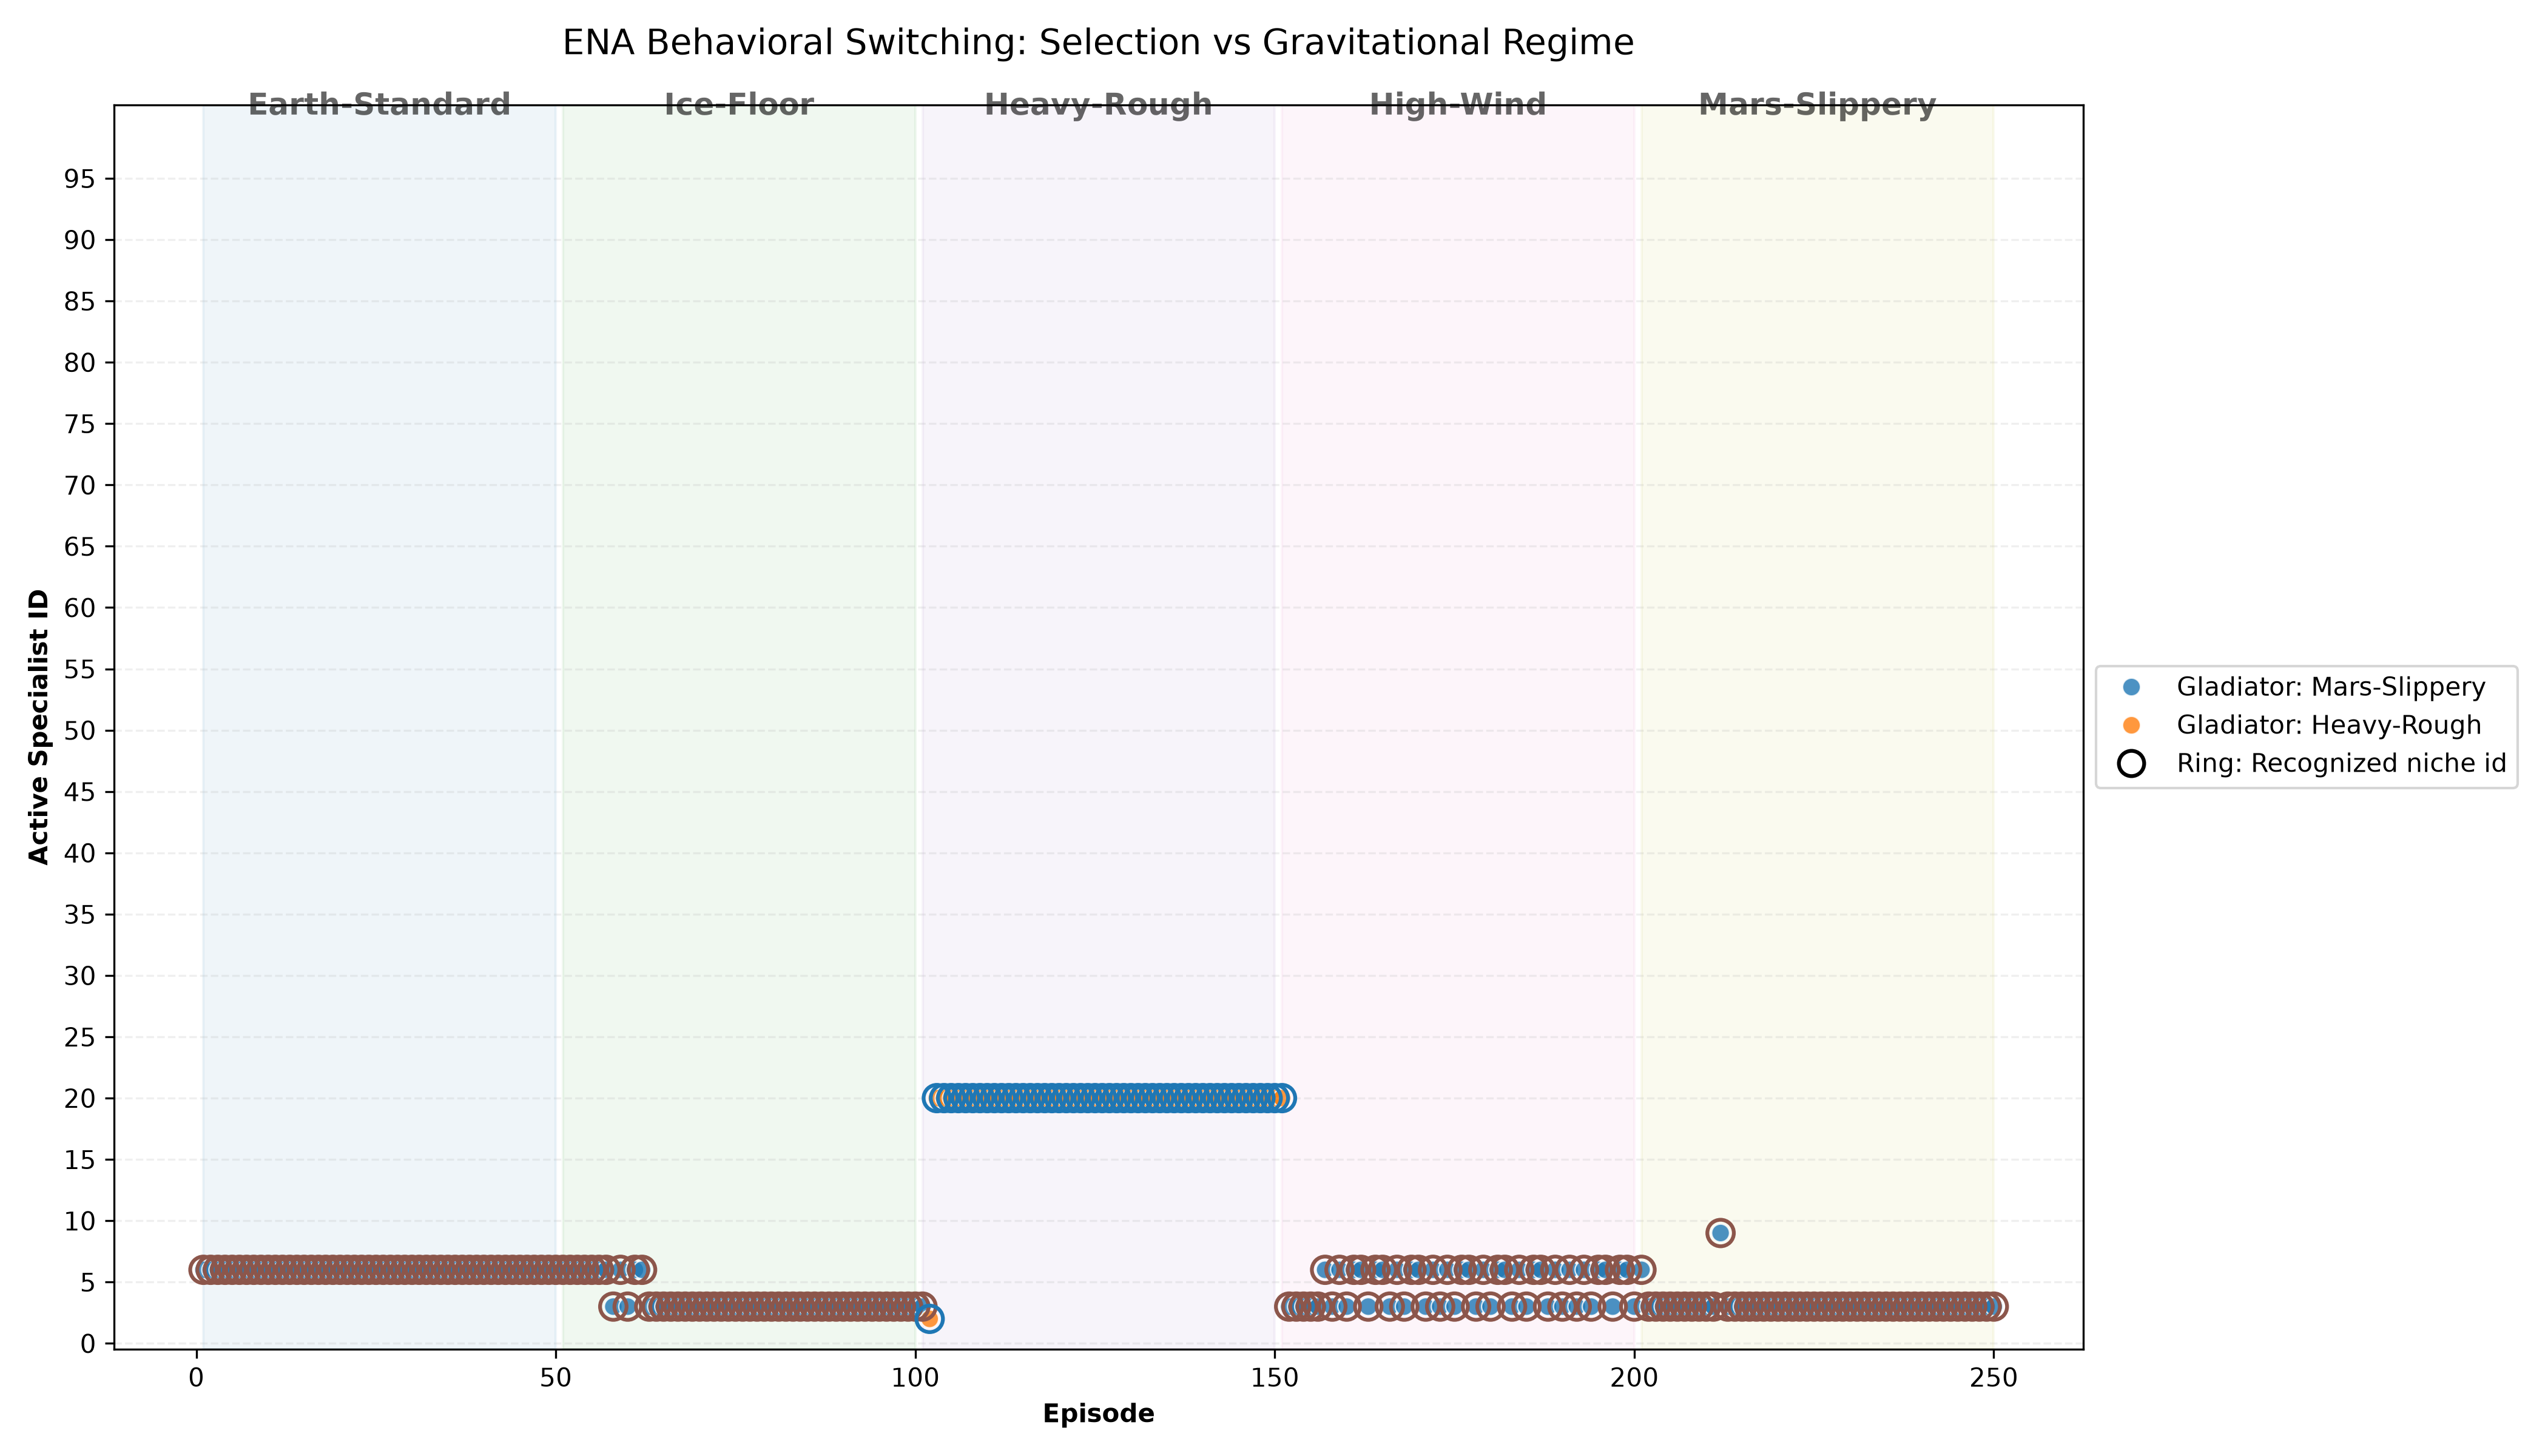 ENA Behavioral Switching: Selection vs Gravitational Regime
Earth-Standard
Ice-Floor
Heavy-Rough
High-Wind
Mars-Slippery
95
90
85
80
75
70
65
60
55
50
45
40
35
30
25
20
15
10
5
0
Active Specialist ID
0
50
100
150
200
250
Episode
Gladiator: Mars-Slippery
Gladiator: Heavy-Rough
Ring: Recognized niche id